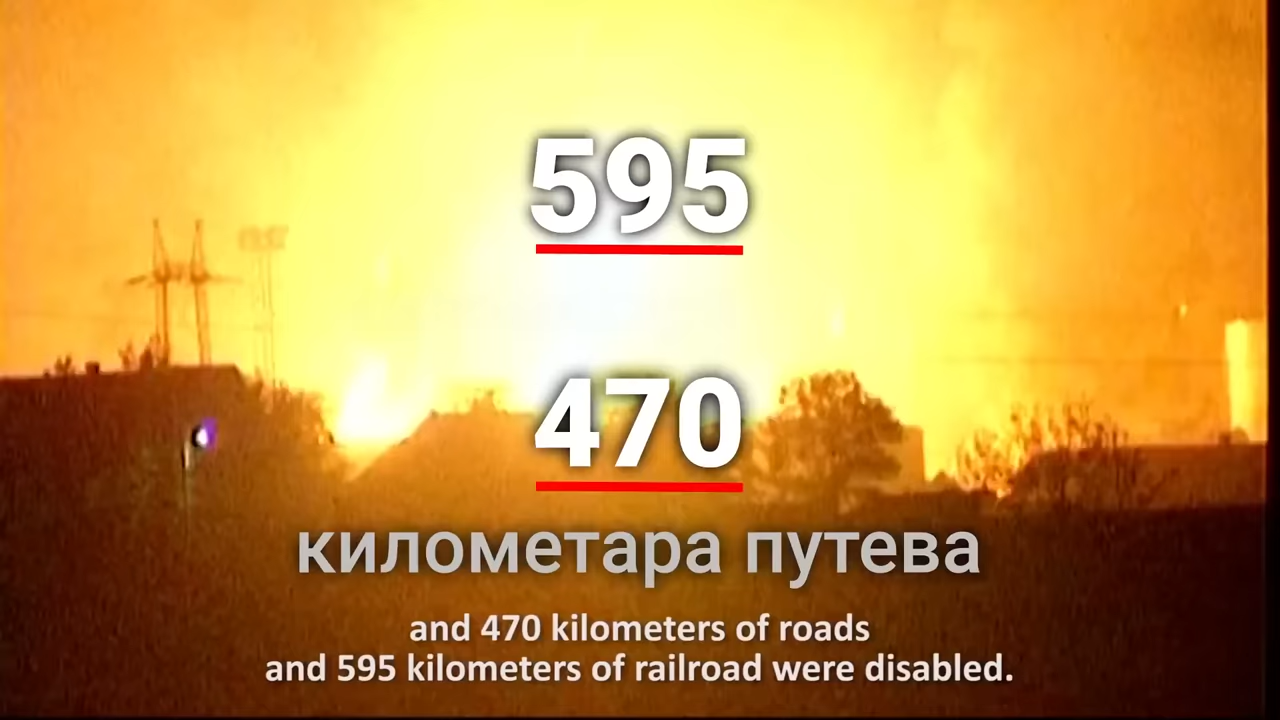 595
470
километара путева
and 470 kilometers of roads
and 595 kilometers of railroad were disabled.